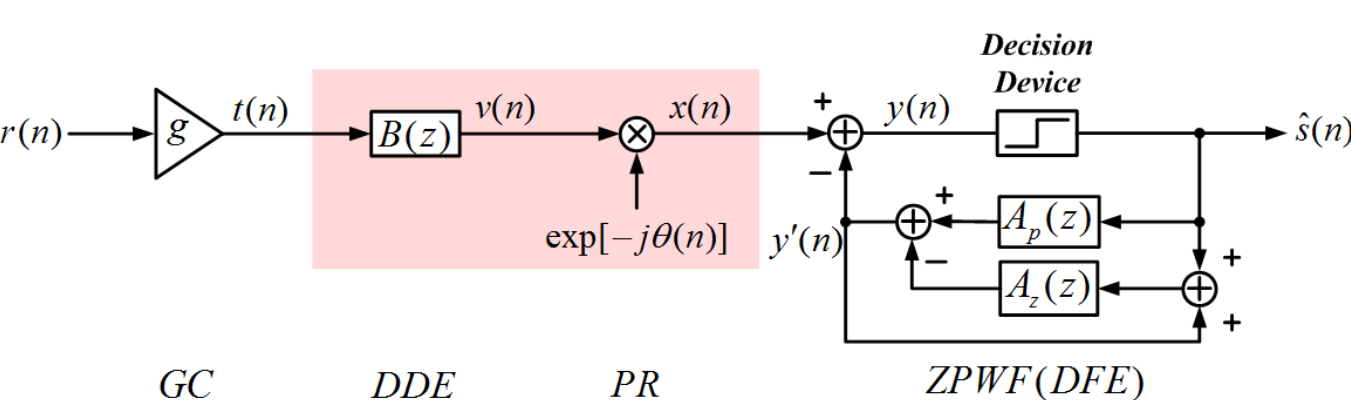 Decision
Device
r(n)
g
t(n)
B(z)
v(n)
x(n)
exp[−jθ(n)]
+
−
y(n)
ŝ(n)
y′(n)
+
−
A_p(z)
A_z(z)
+
+
GC
DDE
PR
ZPWF(DFE)